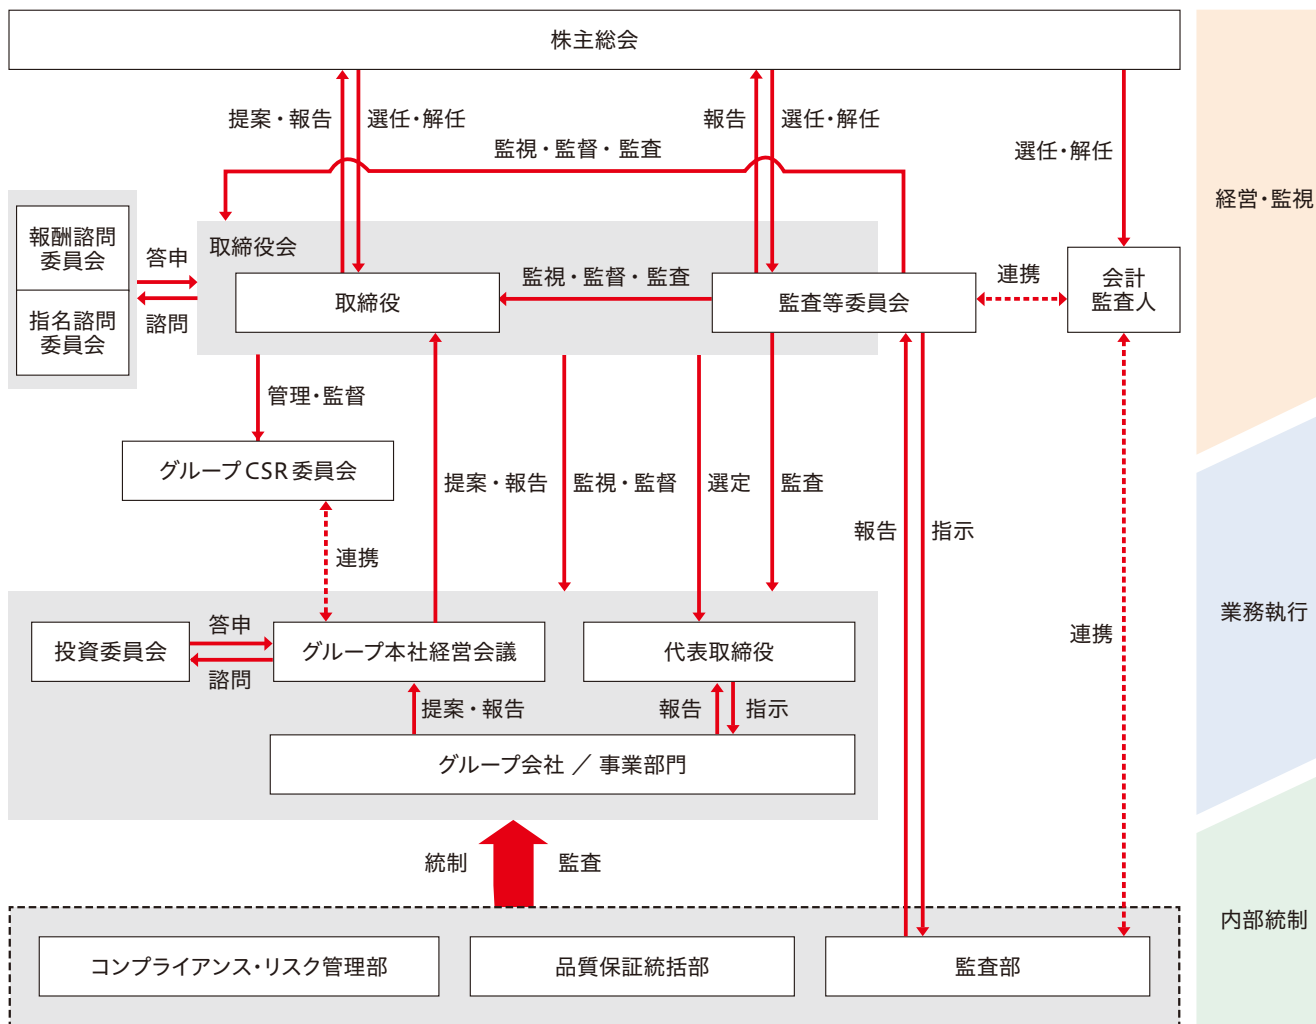 株主総会
提案・報告
選任・解任
報告
選任・解任
選任・解任
監視・監督・監査
経営・監視
報酬諮問
委員会
指名諮問
委員会
答申
諮問
取締役会
取締役
監視・監督・監査
監査等委員会
連携
会計
監査人
管理・監督
グループCSR委員会
提案・報告
監視・監督
選定
監査
報告
指示
連携
連携
業務執行
投資委員会
答申
諮問
グループ本社経営会議
代表取締役
提案・報告
報告
指示
グループ会社 ／ 事業部門
統制
監査
内部統制
コンプライアンス・リスク管理部
品質保証統括部
監査部